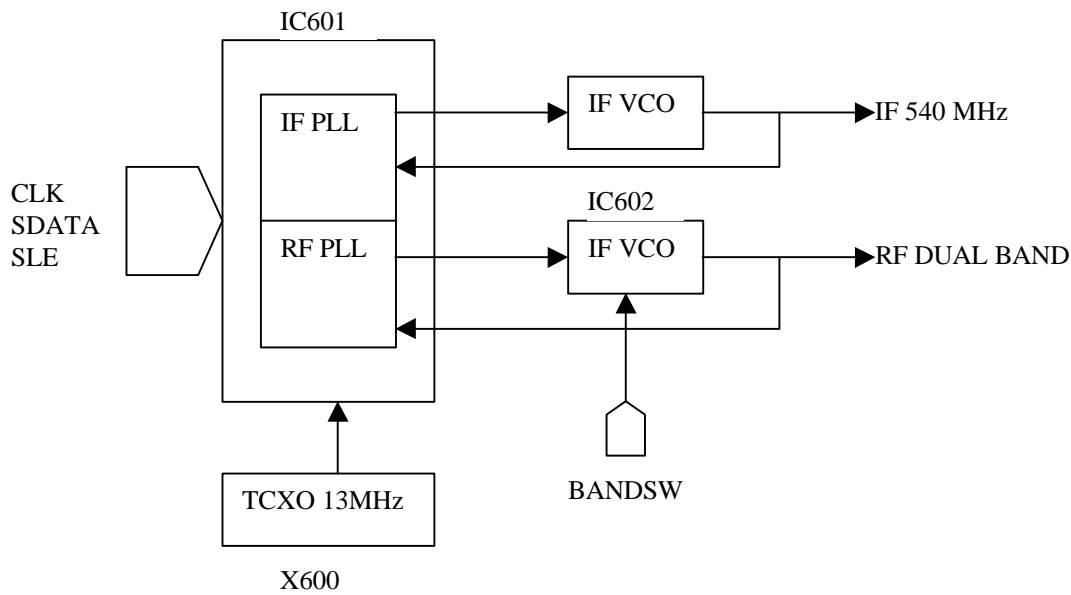 IC601
IF PLL
IF VCO
IF 540 MHz
CLK
SDATA
SLE
IC602
RF PLL
IF VCO
RF DUAL BAND
TCXO 13MHz
BANDSW
X600